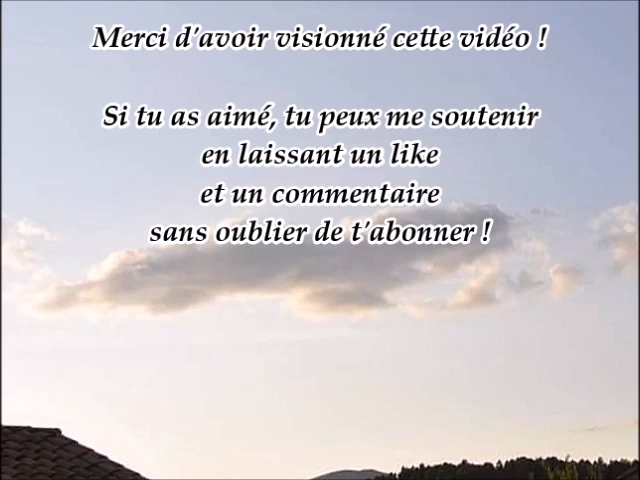 Merci d'avoir visionné cette vidéo !
Si tu as aimé, tu peux me soutenir
en laissant un like
et un commentaire
sans oublier de t'abonner !